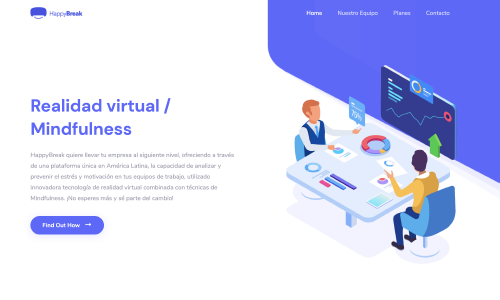 HappyBreak
Home
Nuestro Equipo
Planes
Contacto
Realidad virtual /
Mindfulness
HappyBreak quiere llevar tu empresa al siguiente nivel, ofreciendo a través
de una plataforma única en América Latina, la capacidad de analizar y
prevenir el estrés y motivación en tus equipos de trabajo, utilizado
innovadora tecnología de realidad virtual combinada con técnicas de
Mindfulness. ¡No esperes más y sé parte del cambio!
Find Out How
75%